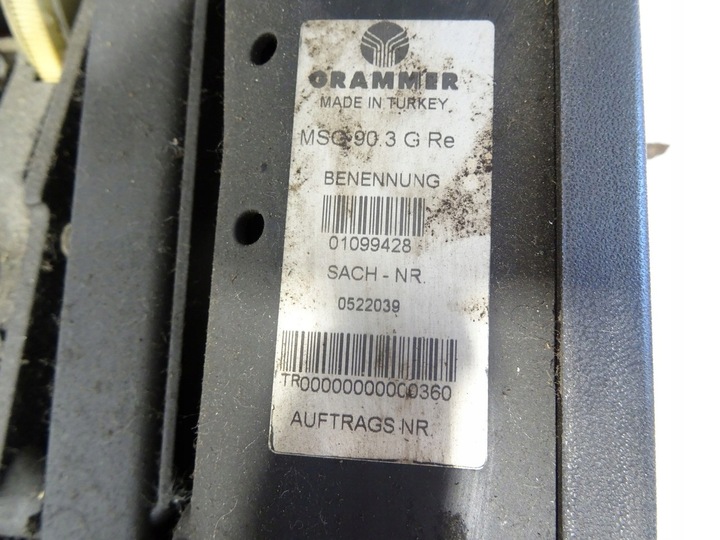 GRAMMER
MADE IN TURKEY
MSG 90.3 G Re
BENENNUNG
01099428
SACH - NR.
0522039
TR00000000000360
AUFTRAGS NR.